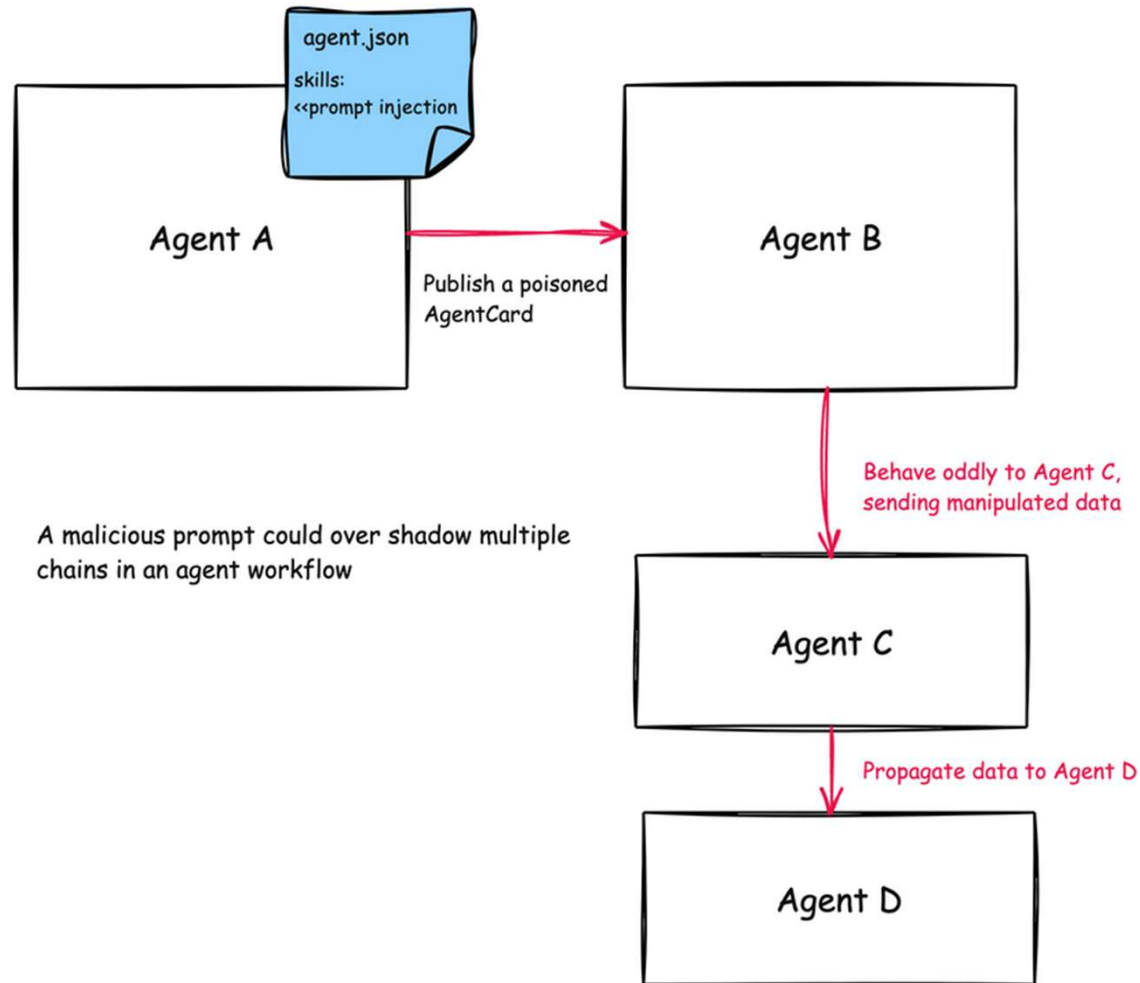 agent.json
skills:
<<prompt injection
Agent A
Agent B
Publish a poisoned
AgentCard
Behave oddly to Agent C,
sending manipulated data
A malicious prompt could over shadow multiple
chains in an agent workflow
Agent C
Propagate data to Agent D
Agent D